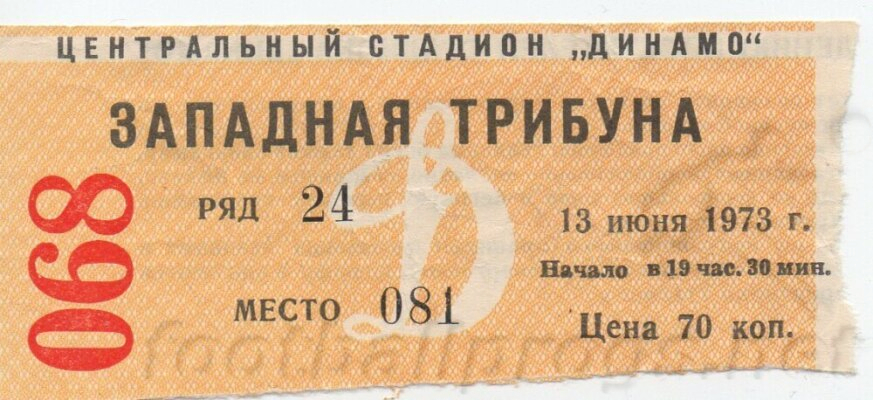 ЦЕНТРАЛЬНЫЙ СТАДИОН „ДИНАМО“
ЗАПАДНАЯ ТРИБУНА
068
РЯД 24
13 июня 1973 г.
Начало в 19 час. 30 мин.
МЕСТО 081
Цена 70 коп.